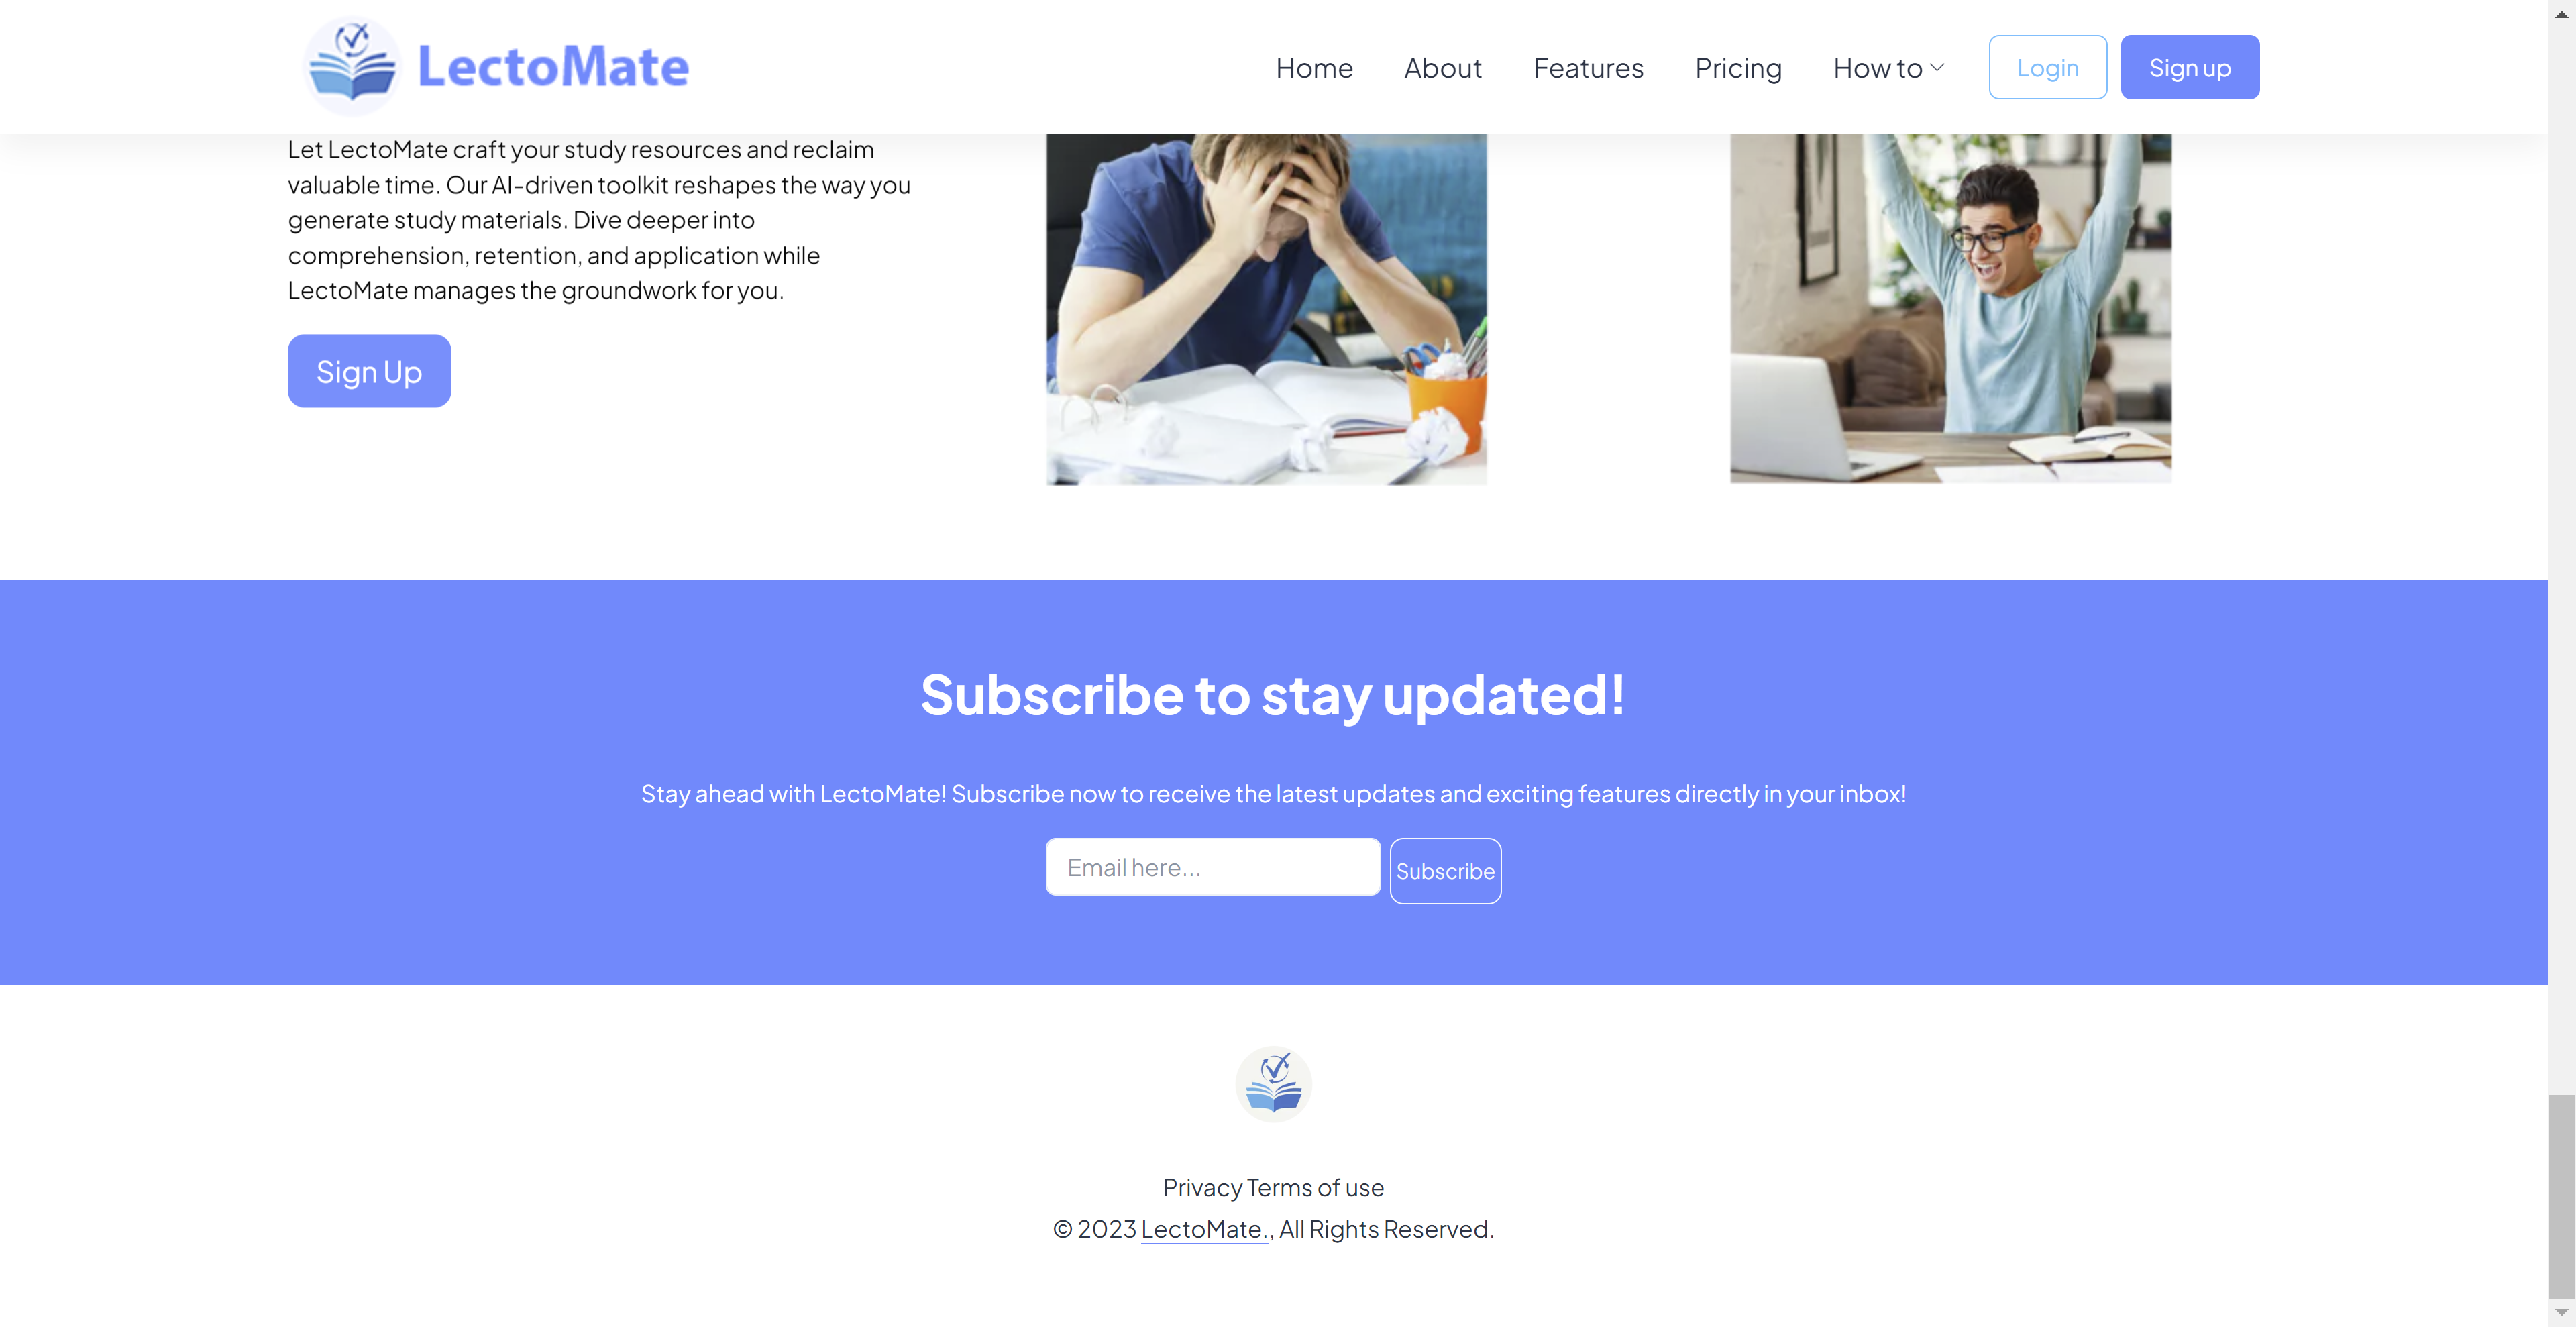 LectoMate
Home About Features Pricing How to Login Sign up
Let LectoMate craft your study resources and reclaim
valuable time. Our AI-driven toolkit reshapes the way you
generate study materials. Dive deeper into
comprehension, retention, and application while
LectoMate manages the groundwork for you.
Sign Up
Subscribe to stay updated!
Stay ahead with LectoMate! Subscribe now to receive the latest updates and exciting features directly in your inbox!
Email here...
Subscribe
Privacy Terms of use
© 2023 LectoMate., All Rights Reserved.